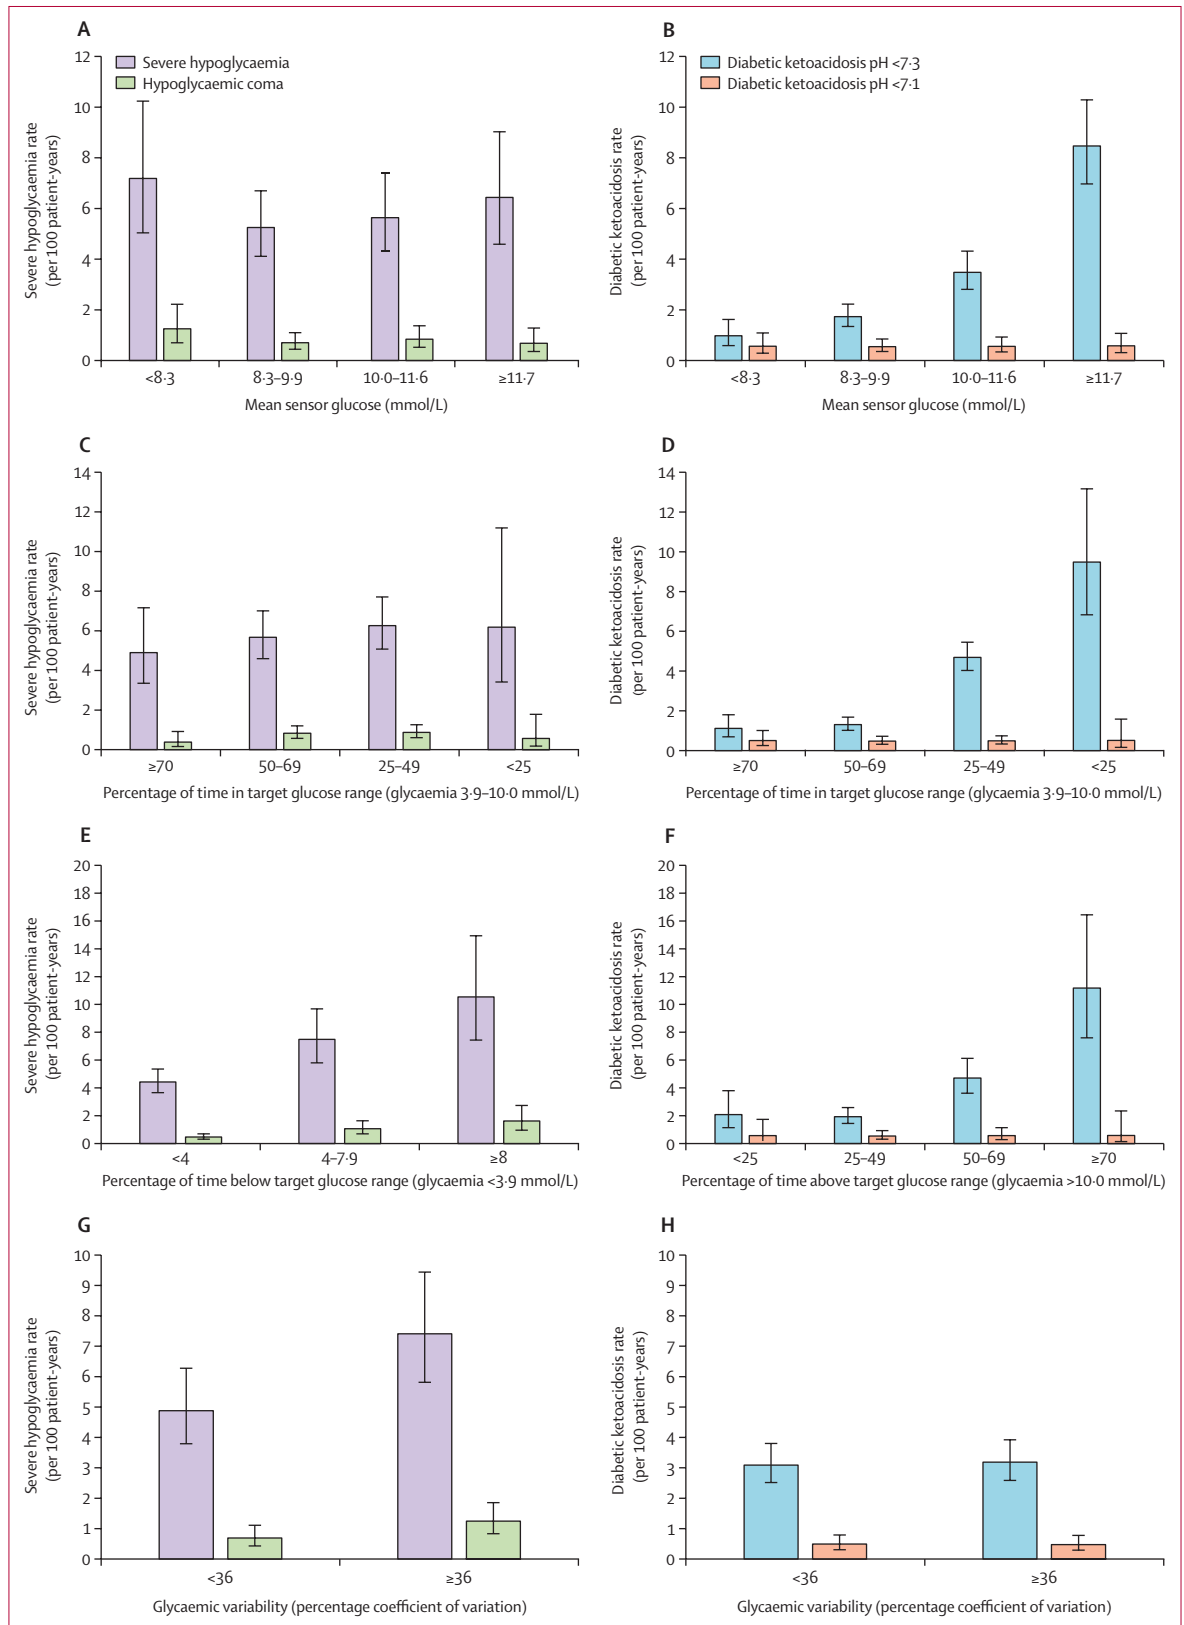 A
Severe hypoglycaemia rate
(per 100 patient-years)
12
10
8
6
4
2
0
Severe hypoglycaemia
Hypoglycaemic coma
<8·3
8·3–9·9
10·0–11·6
≥11·7
Mean sensor glucose (mmol/L)
B
Diabetic ketoacidosis rate
(per 100 patient-years)
12
10
8
6
4
2
0
Diabetic ketoacidosis pH <7·3
Diabetic ketoacidosis pH <7·1
<8·3
8·3–9·9
10·0–11·6
≥11·7
Mean sensor glucose (mmol/L)
C
Severe hypoglycaemia rate
(per 100 patient-years)
14
12
10
8
6
4
2
0
≥70
50–69
25–49
<25
Percentage of time in target glucose range (glycaemia 3·9–10·0 mmol/L)
D
Diabetic ketoacidosis rate
(per 100 patient-years)
14
12
10
8
6
4
2
0
≥70
50–69
25–49
<25
Percentage of time in target glucose range (glycaemia 3·9–10·0 mmol/L)
E
Severe hypoglycaemia rate
(per 100 patient-years)
20
18
16
14
12
10
8
6
4
2
0
<4
4–7·9
≥8
Percentage of time below target glucose range (glycaemia <3·9 mmol/L)
F
Diabetic ketoacidosis rate
(per 100 patient-years)
20
18
16
14
12
10
8
6
4
2
0
<25
25–49
50–69
≥70
Percentage of time above target glucose range (glycaemia >10·0 mmol/L)
G
Severe hypoglycaemia rate
(per 100 patient-years)
10
9
8
7
6
5
4
3
2
1
0
<36
≥36
Glycaemic variability (percentage coefficient of variation)
H
Diabetic ketoacidosis rate
(per 100 patient-years)
10
9
8
7
6
5
4
3
2
1
0
<36
≥36
Glycaemic variability (percentage coefficient of variation)